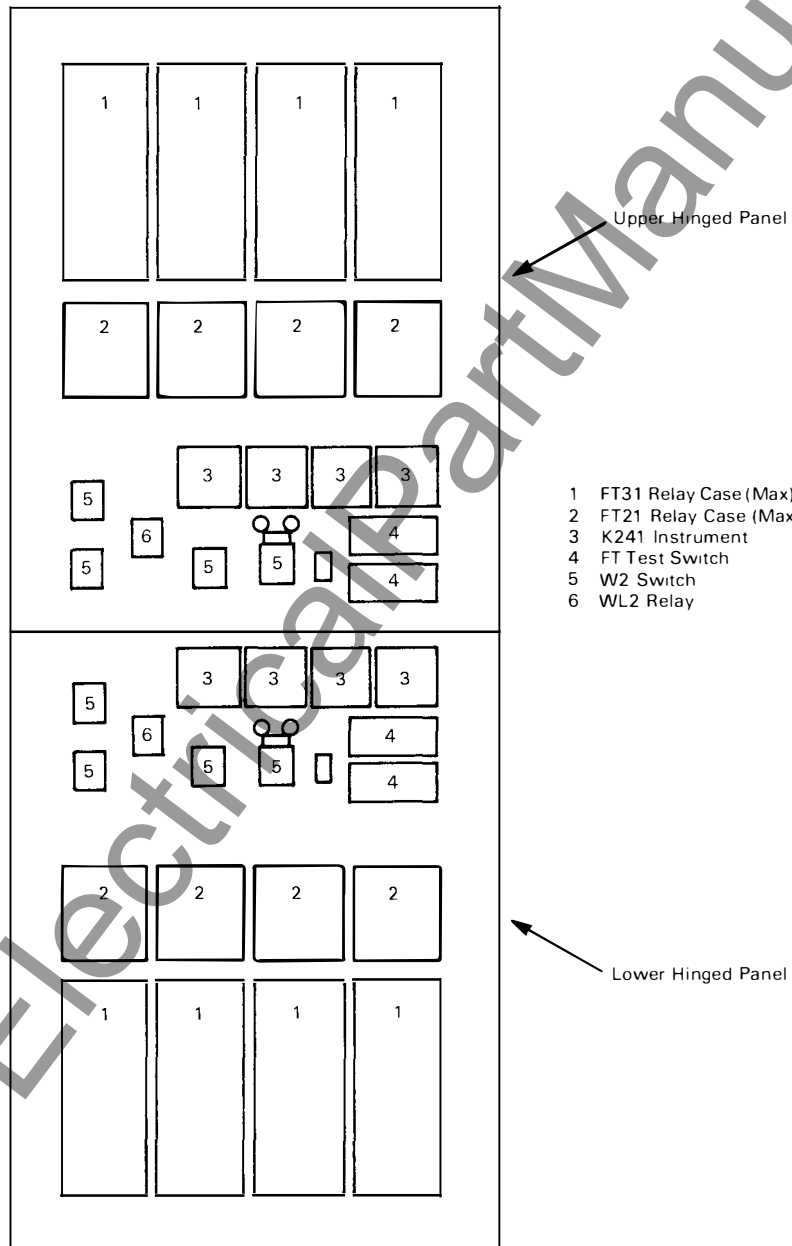 1 1 1 1
Upper Hinged Panel
2 2 2 2
3 3 3 3
5 6 4
5 5 5 4
1 FT31 Relay Case (Max)
2 FT21 Relay Case (Max
3 K241 Instrument
4 FT Test Switch
5 W2 Switch
6 WL2 Relay
3 3 3 3
5 6 4
5 5 5 4
2 2 2 2
Lower Hinged Panel
1 1 1 1
ElectricalPartManu